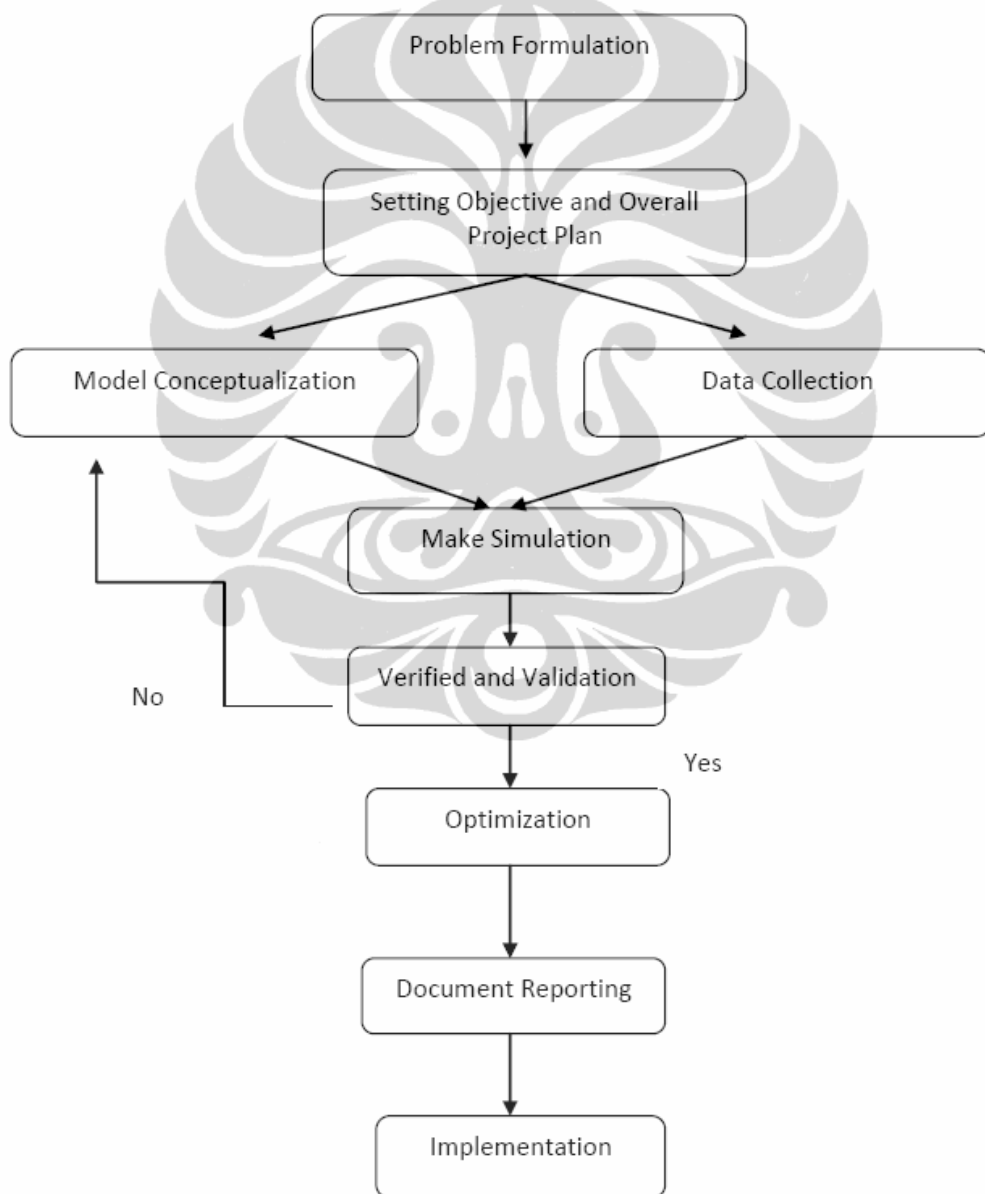 Problem Formulation
Setting Objective and Overall
Project Plan
Model Conceptualization
Data Collection
Make Simulation
Verified and Validation
No
Yes
Optimization
Document Reporting
Implementation